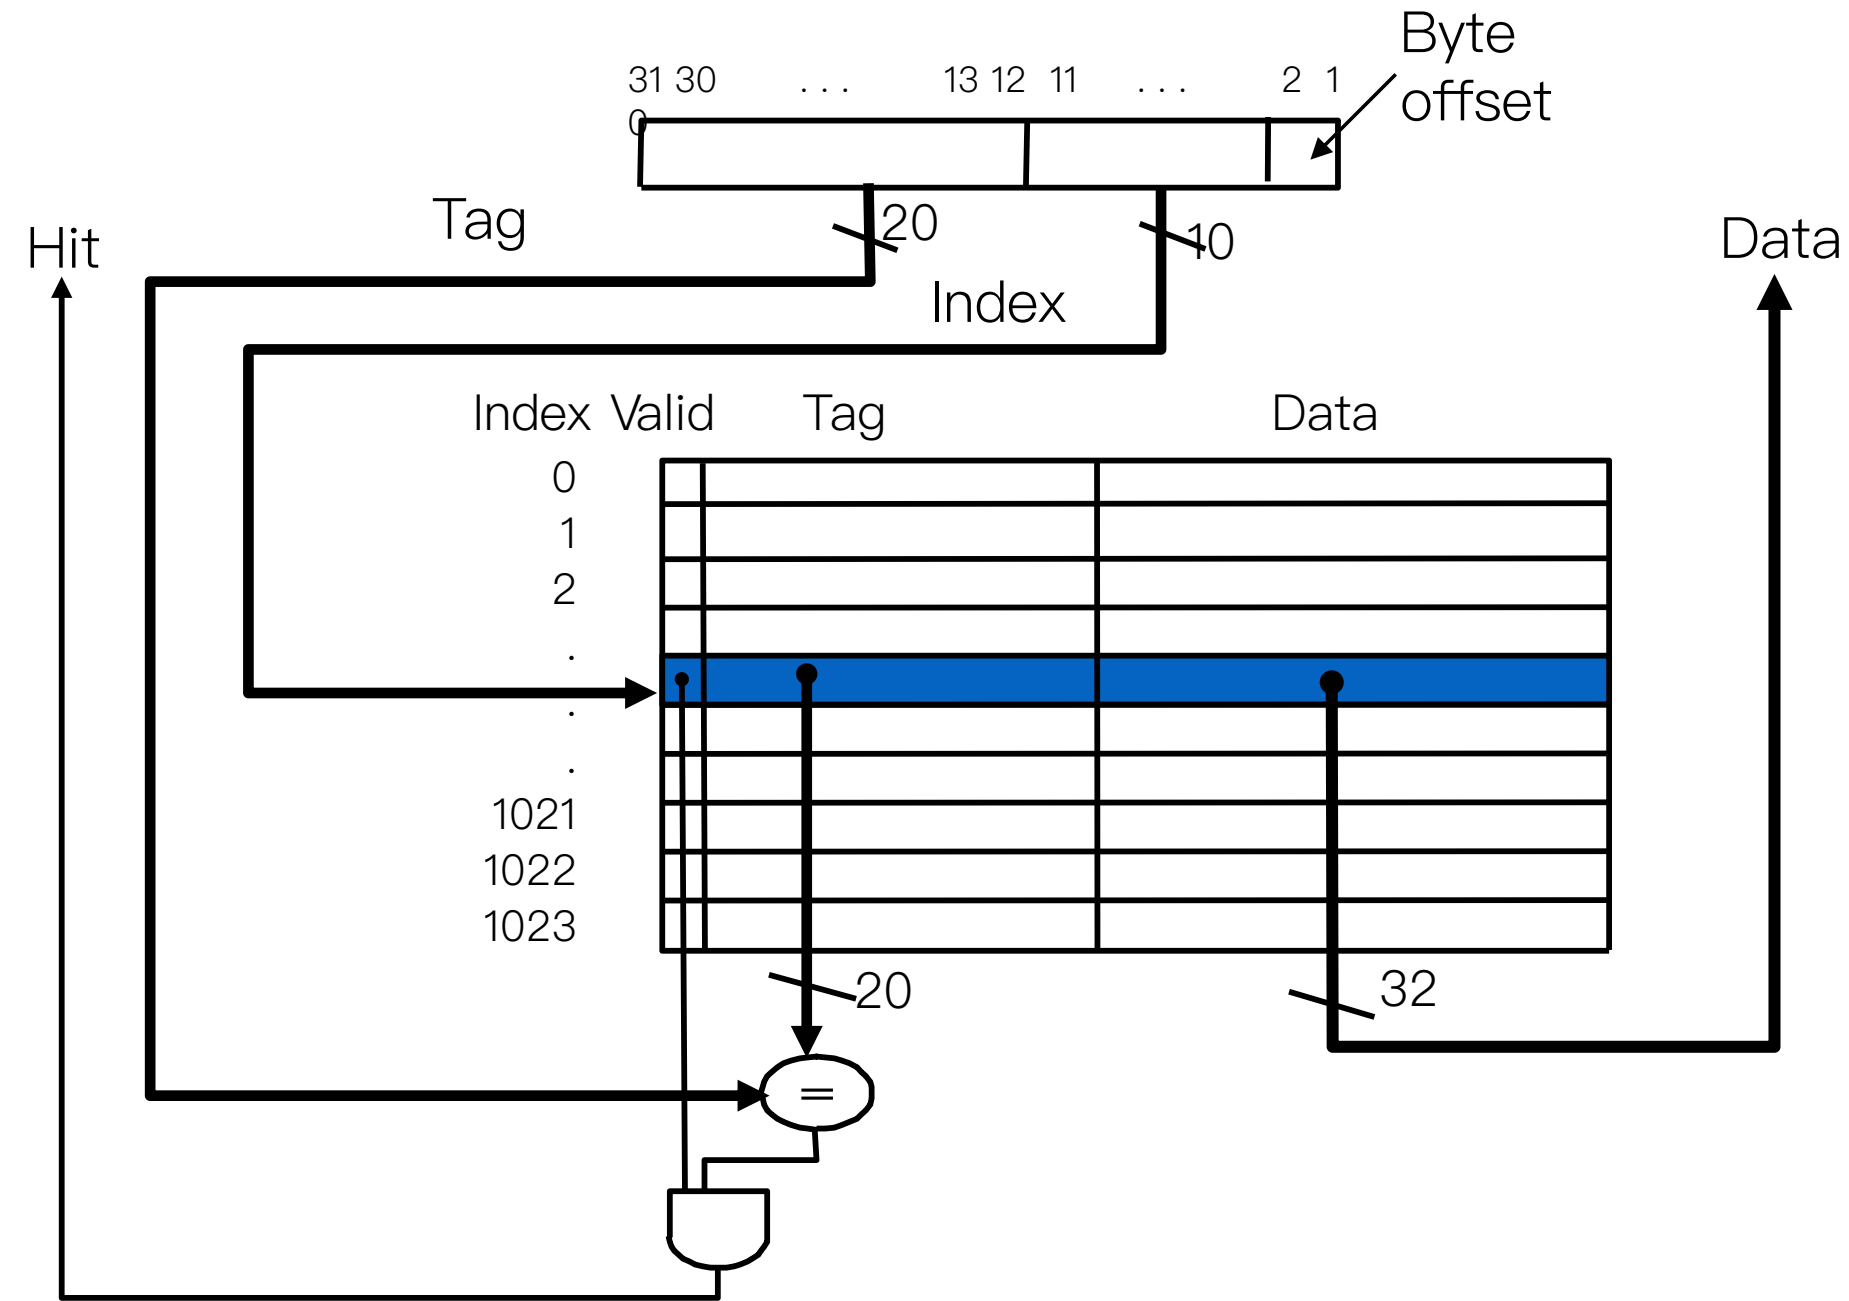 Byte
offset
31 30 . . . 13 12 11 . . . 2 1
0
Tag
20
10
Hit
Data
Index
Index Valid Tag Data
0
1
2
.
.
.
1021
1022
1023
20
32
=